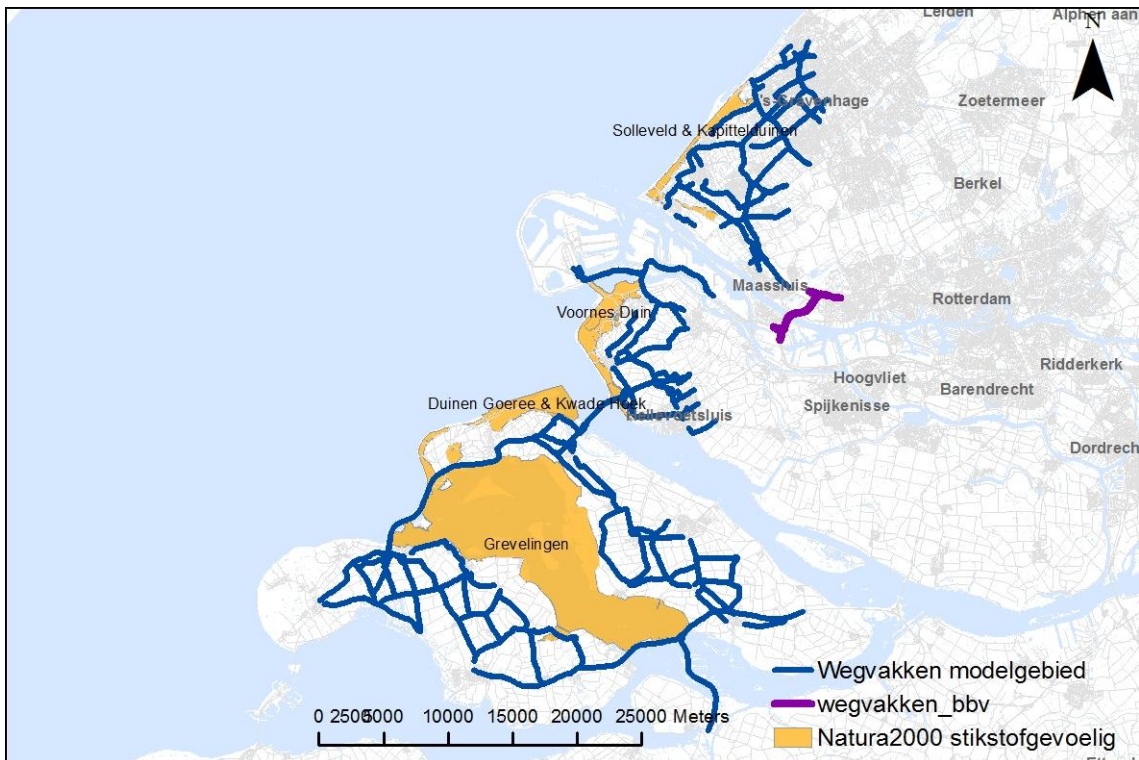 Leiden
Alphen aan
N
's-Gravenhage
Zoetermeer
Solleveld & Kapittelduinen
Berkel
Maassluis
Rotterdam
Voornes Duin
Ridderkerk
Hoogvliet
Barendrecht
Duinen Goeree & Kwade Hoek
Spijkenisse
Hellevoetsluis
Dordrech
Grevelingen
Wegvakken modelgebied
wegvakken_bbv
0 2500 5000 10000 15000 20000 25000 Meters
Natura2000 stikstofgevoelig